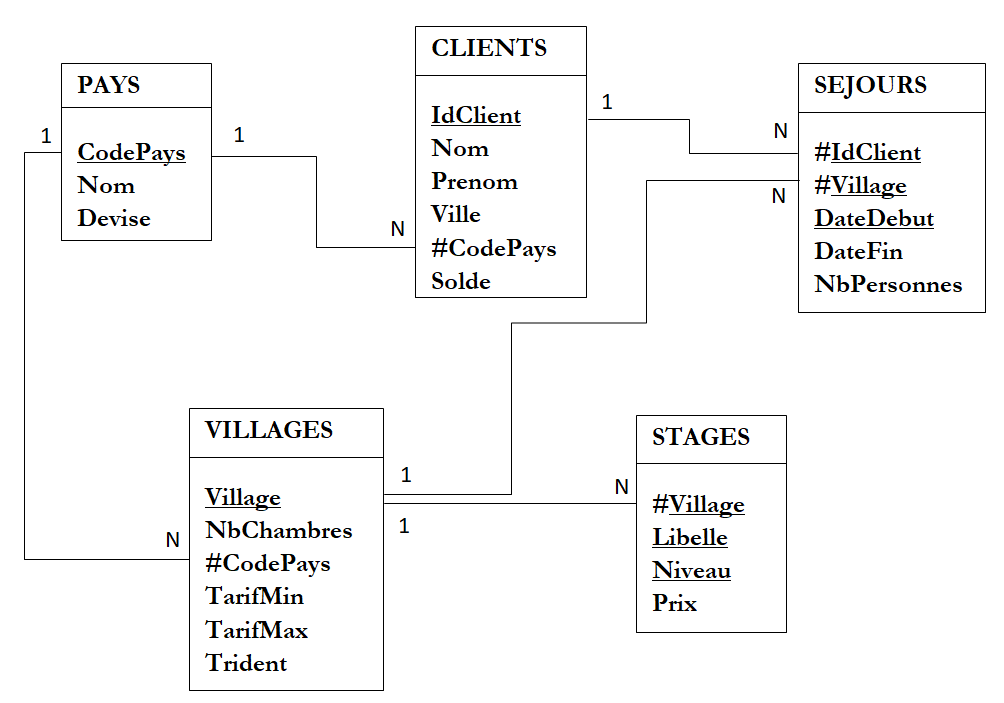 PAYS
CodePays
Nom
Devise
1
1
CLIENTS
IdClient
Nom
Prenom
Ville
#CodePays
Solde
N
1
SEJOURS
#IdClient
#Village
DateDebut
DateFin
NbPersonnes
N
N
VILLAGES
Village
NbChambres
#CodePays
TarifMin
TarifMax
Trident
N
1
1
STAGES
#Village
Libelle
Niveau
Prix
N